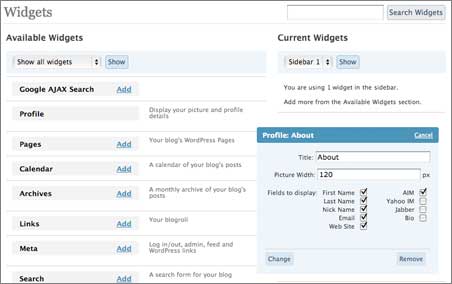 Widgets
Search Widgets
Available Widgets
Show all widgets
Show
Google AJAX Search Add
Profile
Display your picture and profile
details
Pages Add
Your blog's WordPress Pages
Calendar Add
A calendar of your blog's posts
Archives Add
A monthly archive of your blog's
posts
Links Add
Your blogroll
Meta Add
Log in/out, admin, feed and
WordPress links
Search Add
A search form for your blog
Current Widgets
Sidebar 1
Show
You are using 1 widget in the sidebar.
Add more from the Available Widgets section.
Profile: About
Cancel
Title: About
Picture Width: 120 px
Fields to display:
First Name
Last Name
Nick Name
Email
Web Site
AIM
Yahoo IM
Jabber
Bio
Change
Remove